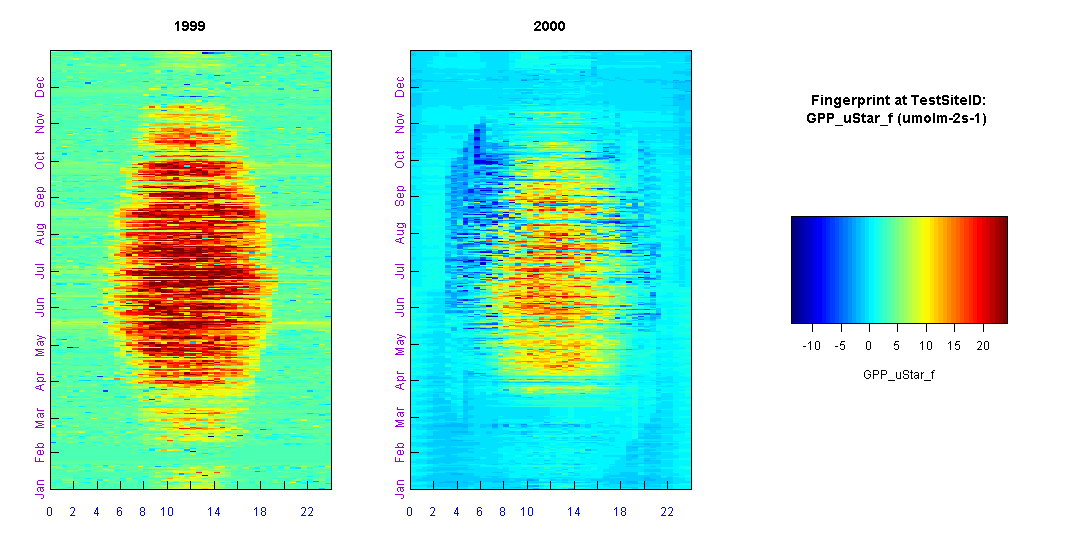 1999
2000
Dec
Nov
Oct
Sep
Aug
Jul
Jun
May
Apr
Mar
Feb
Jan
0 2 4 6 8 10 14 18 22
Dec
Nov
Oct
Sep
Aug
Jul
Jun
May
Apr
Mar
Feb
Jan
0 2 4 6 8 10 14 18 22
Fingerprint at TestSiteID:
GPP_uStar_f (umolm-2s-1)
-10 -5 0 5 10 15 20
GPP_uStar_f